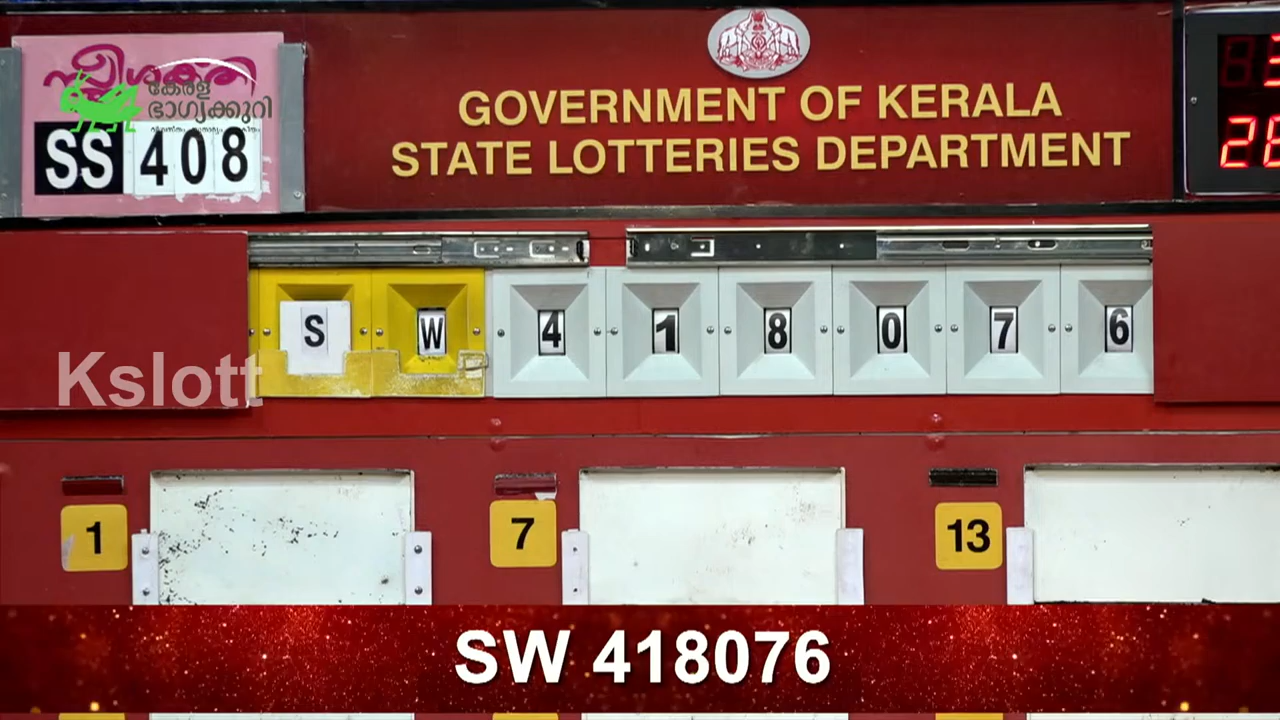 സ്ത്രീശക്തി
കേരള
ഭാഗ്യക്കുറി
SS 408
GOVERNMENT OF KERALA
STATE LOTTERIES DEPARTMENT
S W 4 1 8 0 7 6
Kslott
1
7
13
SW 418076